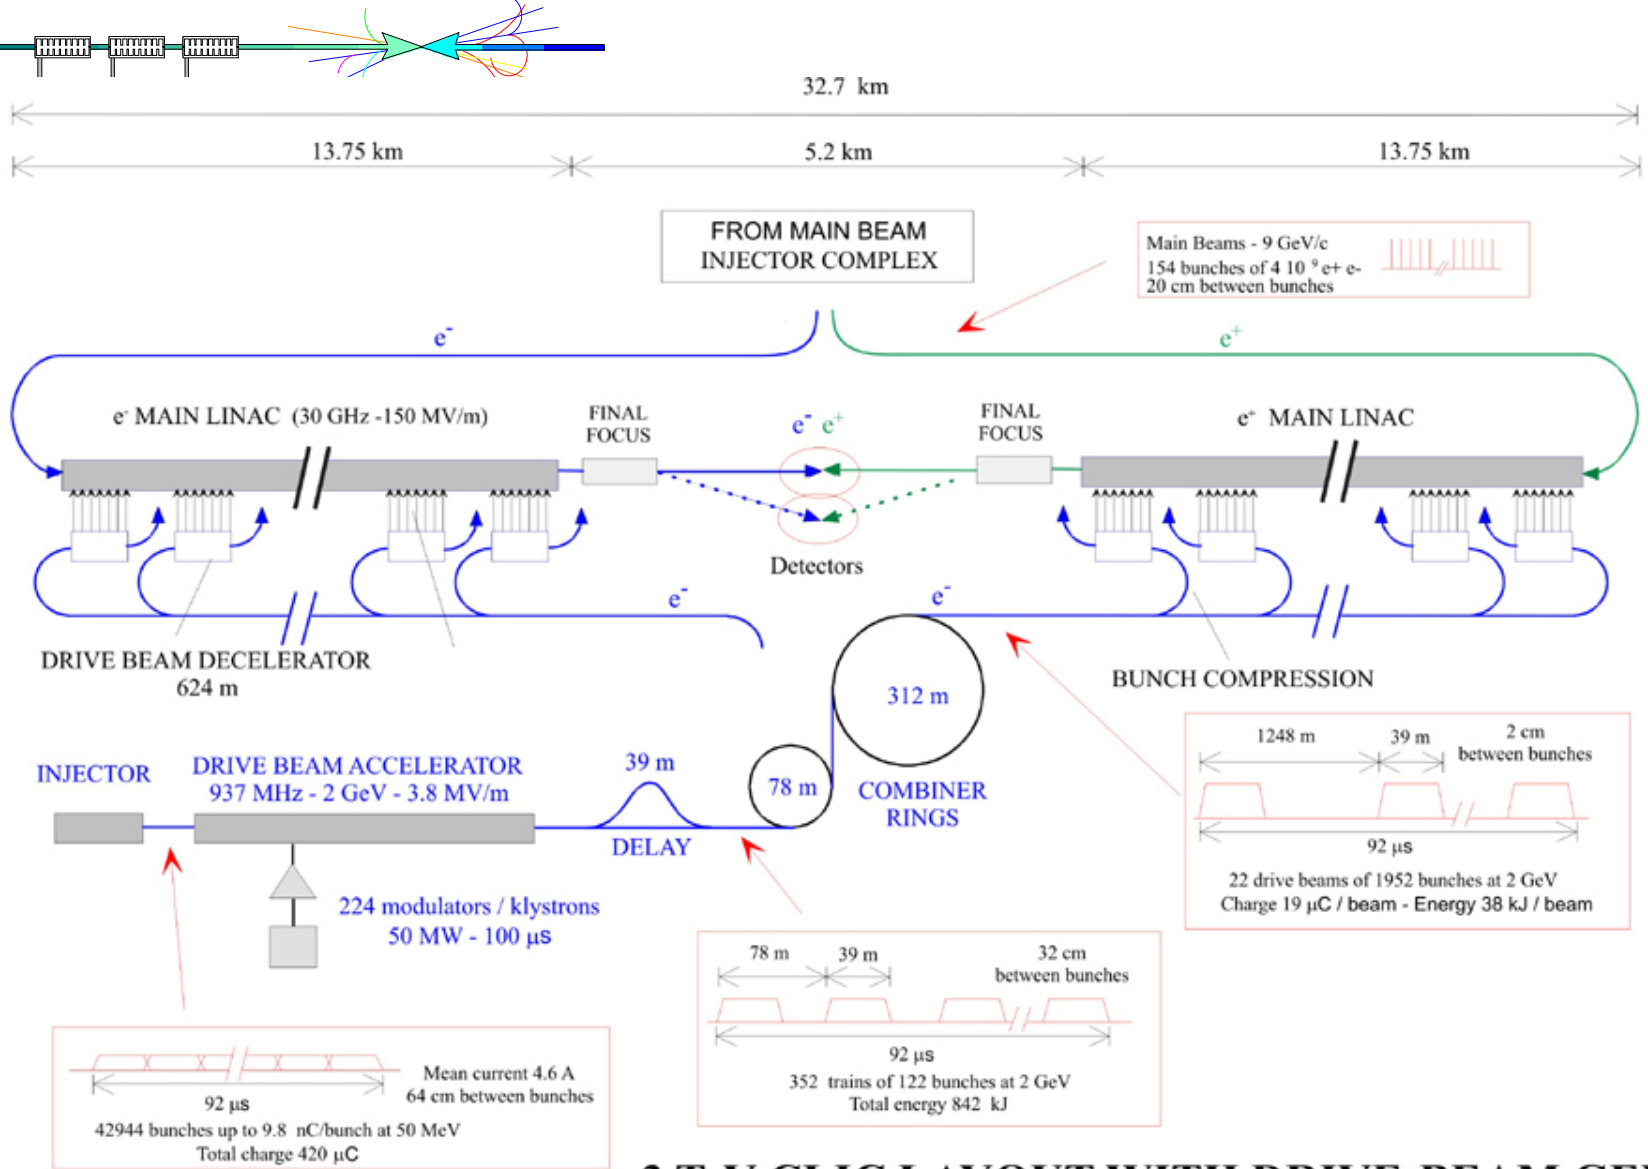 32.7 km
13.75 km
5.2 km
13.75 km
FROM MAIN BEAM
INJECTOR COMPLEX
Main Beams - 9 GeV/c
154 bunches of 4 10 ⁹ e+ e-
20 cm between bunches
e⁻
e⁺
e⁻ MAIN LINAC (30 GHz -150 MV/m)
FINAL
FOCUS
e⁻ e⁺
FINAL
FOCUS
e⁺ MAIN LINAC
Detectors
e⁻
e⁻
DRIVE BEAM DECELERATOR
624 m
BUNCH COMPRESSION
312 m
INJECTOR
DRIVE BEAM ACCELERATOR
937 MHz - 2 GeV - 3.8 MV/m
39 m
DELAY
78 m
COMBINER
RINGS
224 modulators / klystrons
50 MW - 100 µs
1248 m
39 m
2 cm
between bunches
92 µs
22 drive beams of 1952 bunches at 2 GeV
Charge 19 µC / beam - Energy 38 kJ / beam
78 m
39 m
32 cm
between bunches
92 µs
352 trains of 122 bunches at 2 GeV
Total energy 842 kJ
Mean current 4.6 A
64 cm between bunches
92 µs
42944 bunches up to 9.8 nC/bunch at 50 MeV
Total charge 420 µC
CLIC LAYOUT WITH DRIVE